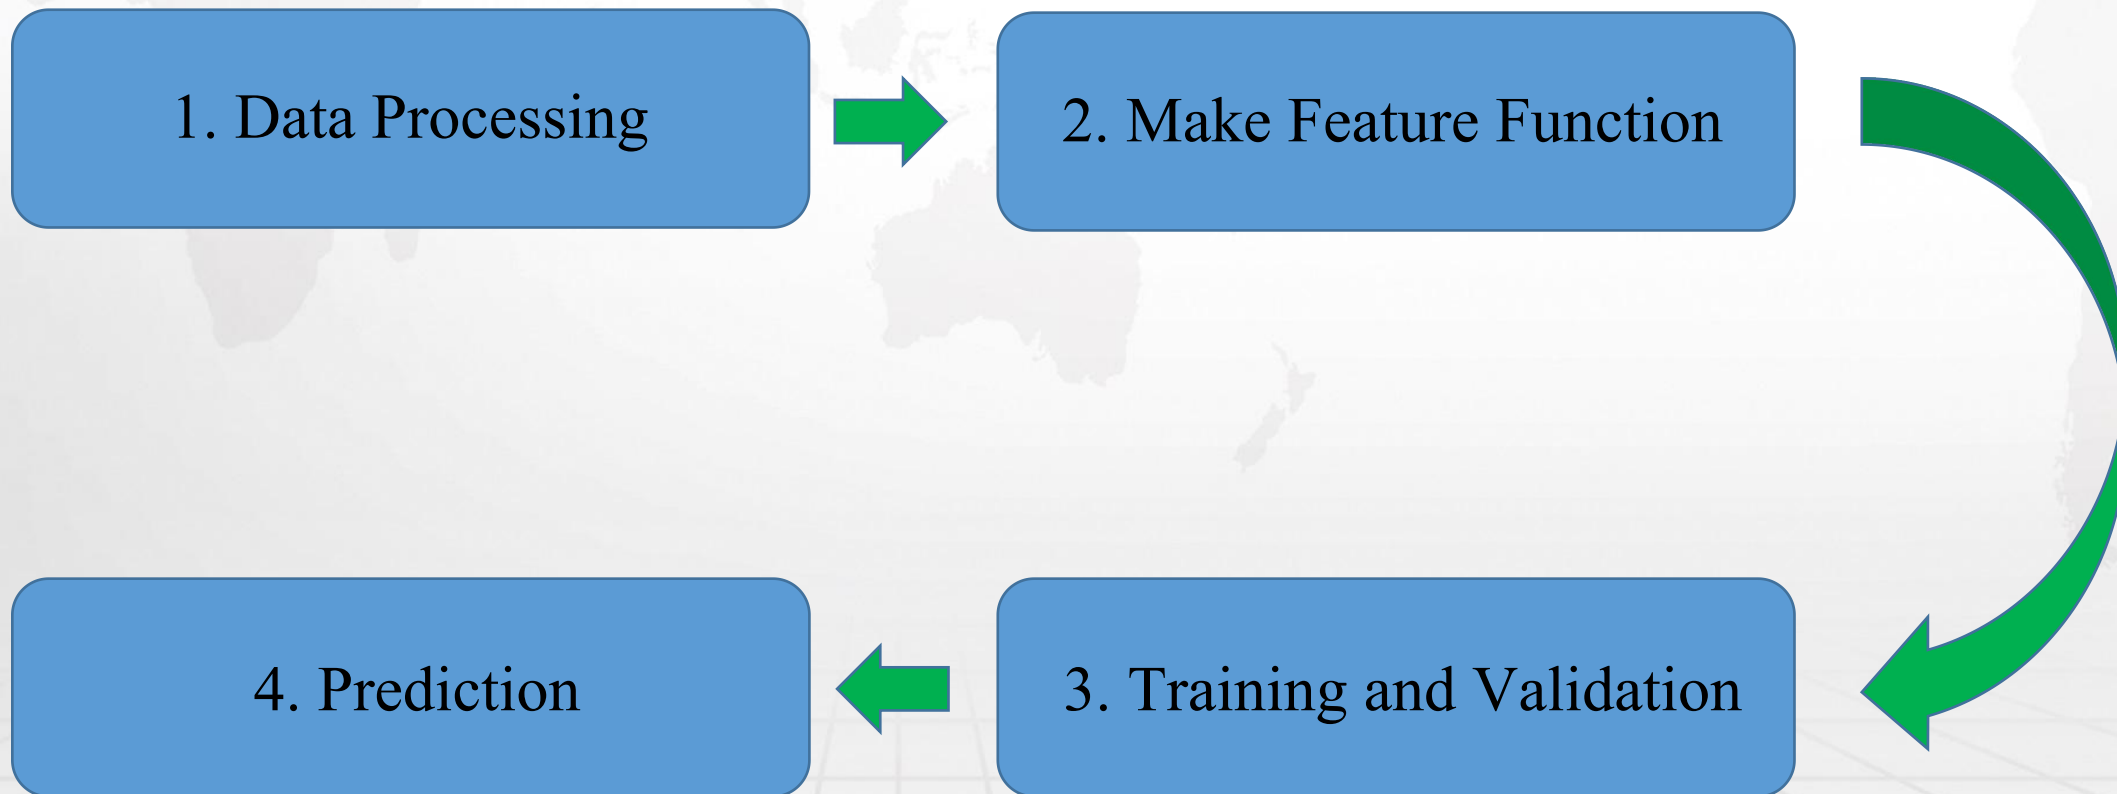 1. Data Processing
2. Make Feature Function
3. Training and Validation
4. Prediction